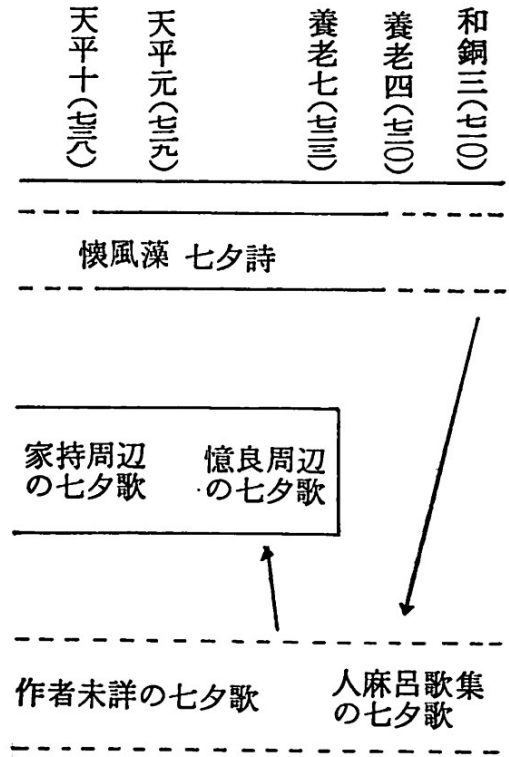 和銅三(七一〇)
養老四(七二〇)
養老七(七二三)
天平元(七二九)
天平十(七三八)
懐風藻 七夕詩
憶良周辺
の七夕歌
家持周辺
の七夕歌
人麻呂歌集
の七夕歌
作者未詳の七夕歌